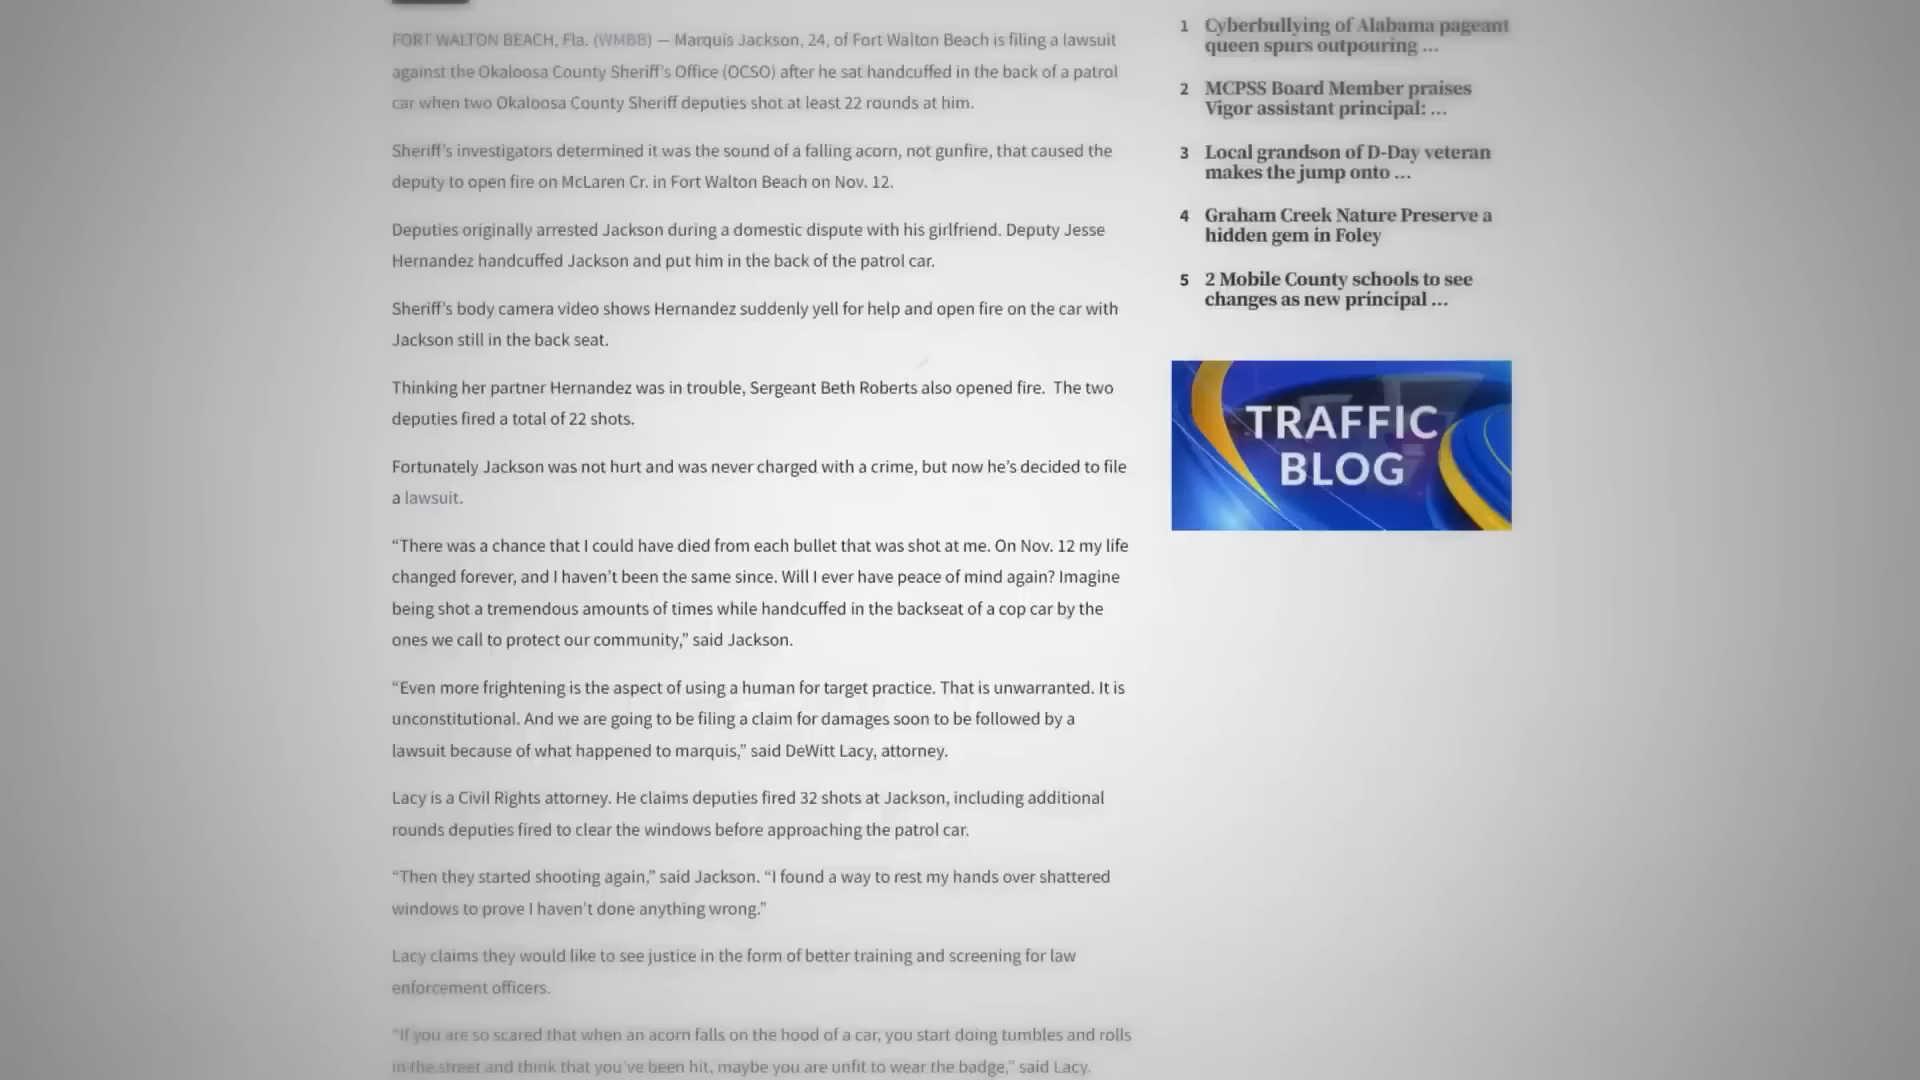 FORT WALTON BEACH, Fla. (WMBB) — Marquis Jackson, 24, of Fort Walton Beach is filing a lawsuit
against the Okaloosa County Sheriff's Office (OCSO) after he sat handcuffed in the back of a patrol
car when two Okaloosa County Sheriff deputies shot at least 22 rounds at him.
Sheriff's investigators determined it was the sound of a falling acorn, not gunfire, that caused the
deputy to open fire on McLaren Cr. in Fort Walton Beach on Nov. 12.
Deputies originally arrested Jackson during a domestic dispute with his girlfriend. Deputy Jesse
Hernandez handcuffed Jackson and put him in the back of the patrol car.
Sheriff's body camera video shows Hernandez suddenly yell for help and open fire on the car with
Jackson still in the back seat.
Thinking her partner Hernandez was in trouble, Sergeant Beth Roberts also opened fire.  The two
deputies fired a total of 22 shots.
Fortunately Jackson was not hurt and was never charged with a crime, but now he's decided to file
a lawsuit.
“There was a chance that I could have died from each bullet that was shot at me. On Nov. 12 my life
changed forever, and I haven't been the same since. Will I ever have peace of mind again? Imagine
being shot a tremendous amounts of times while handcuffed in the backseat of a cop car by the
ones we call to protect our community,” said Jackson.
“Even more frightening is the aspect of using a human for target practice. That is unwarranted. It is
unconstitutional. And we are going to be filing a claim for damages soon to be followed by a
lawsuit because of what happened to marquis,” said DeWitt Lacy, attorney.
Lacy is a Civil Rights attorney. He claims deputies fired 32 shots at Jackson, including additional
rounds deputies fired to clear the windows before approaching the patrol car.
“Then they started shooting again,” said Jackson. “I found a way to rest my hands over shattered
windows to prove I haven't done anything wrong.”
Lacy claims they would like to see justice in the form of better training and screening for law
enforcement officers.
“If you are so scared that when an acorn falls on the hood of a car, you start doing tumbles and rolls
in the street and think that you've been hit, maybe you are unfit to wear the badge,” said Lacy.
1 Cyberbullying of Alabama pageant
queen spurs outpouring ...
2 MCPSS Board Member praises
Vigor assistant principal: ...
3 Local grandson of D-Day veteran
makes the jump onto ...
4 Graham Creek Nature Preserve a
hidden gem in Foley
5 2 Mobile County schools to see
changes as new principal ...
TRAFFIC
BLOG